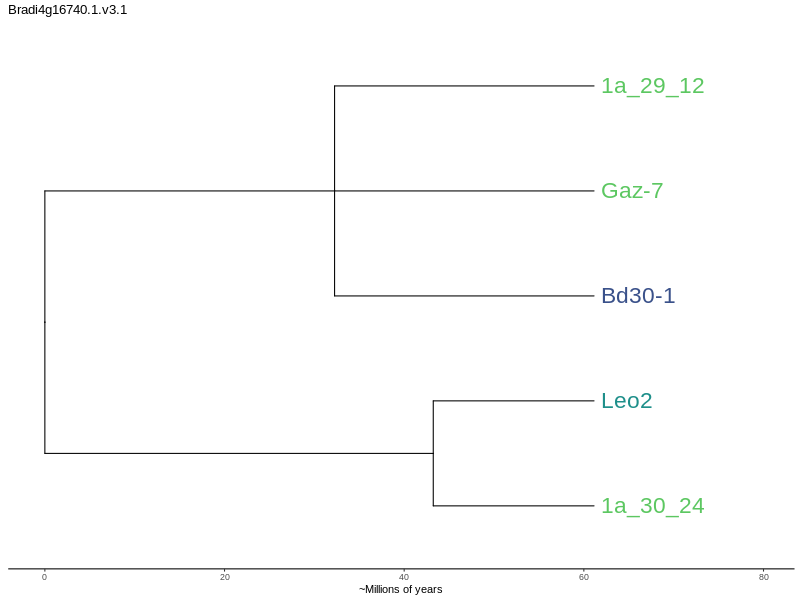 Bradi4g16740.1.v3.1
1a_29_12
Gaz-7
Bd30-1
Leo2
1a_30_24
0 20 40 60 80
~Millions of years